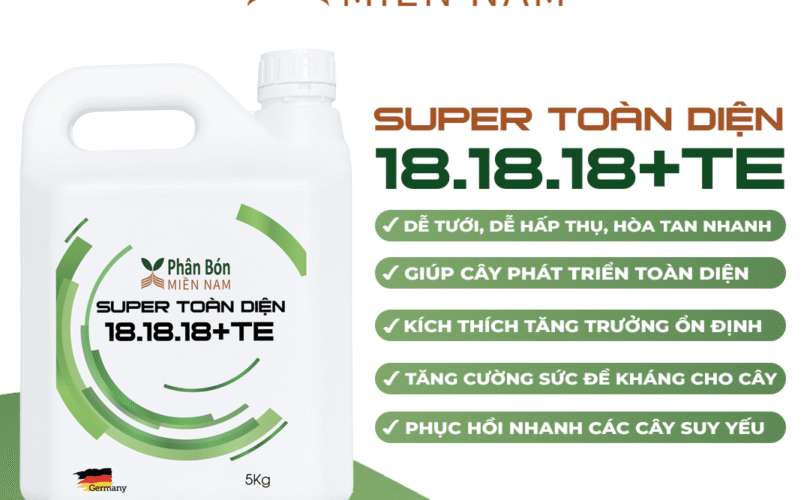 MIỀN NAM
SUPER TOÀN DIỆN
18.18.18+TE
DỄ TƯỚI, DỄ HẤP THỤ, HÒA TAN NHANH
GIÚP CÂY PHÁT TRIỂN TOÀN DIỆN
KÍCH THÍCH TĂNG TRƯỞNG ỔN ĐỊNH
TĂNG CƯỜNG SỨC ĐỀ KHÁNG CHO CÂY
PHỤC HỒI NHANH CÁC CÂY SUY YẾU
Phân Bón
MIỀN NAM
SUPER TOÀN DIỆN
18.18.18+TE
Germany
5Kg